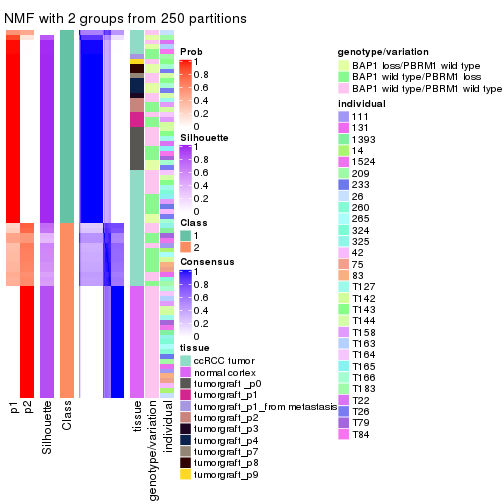 NMF with 2 groups from 250 partitions
Prob
1
0.8
0.6
0.4
0.2
0
Silhouette
1
0.8
0.6
0.4
0.2
0
Class
1
2
Consensus
1
0.8
0.6
0.4
0.2
0
tissue
ccRCC tumor
normal cortex
tumorgraft_p0
tumorgraft_p1
tumorgraft_p1_from metastasis
tumorgraft_p2
tumorgraft_p3
tumorgraft_p4
tumorgraft_p7
tumorgraft_p8
tumorgraft_p9
genotype/variation
BAP1 loss/PBRM1 wild type
BAP1 wild type/PBRM1 loss
BAP1 wild type/PBRM1 wild type
individual
111
131
1393
14
1524
209
233
26
260
265
324
325
42
75
83
T127
T142
T143
T144
T158
T163
T164
T165
T166
T183
T22
T26
T79
T84
p1
p2
Silhouette
Class
tissue
genotype/variation
individual